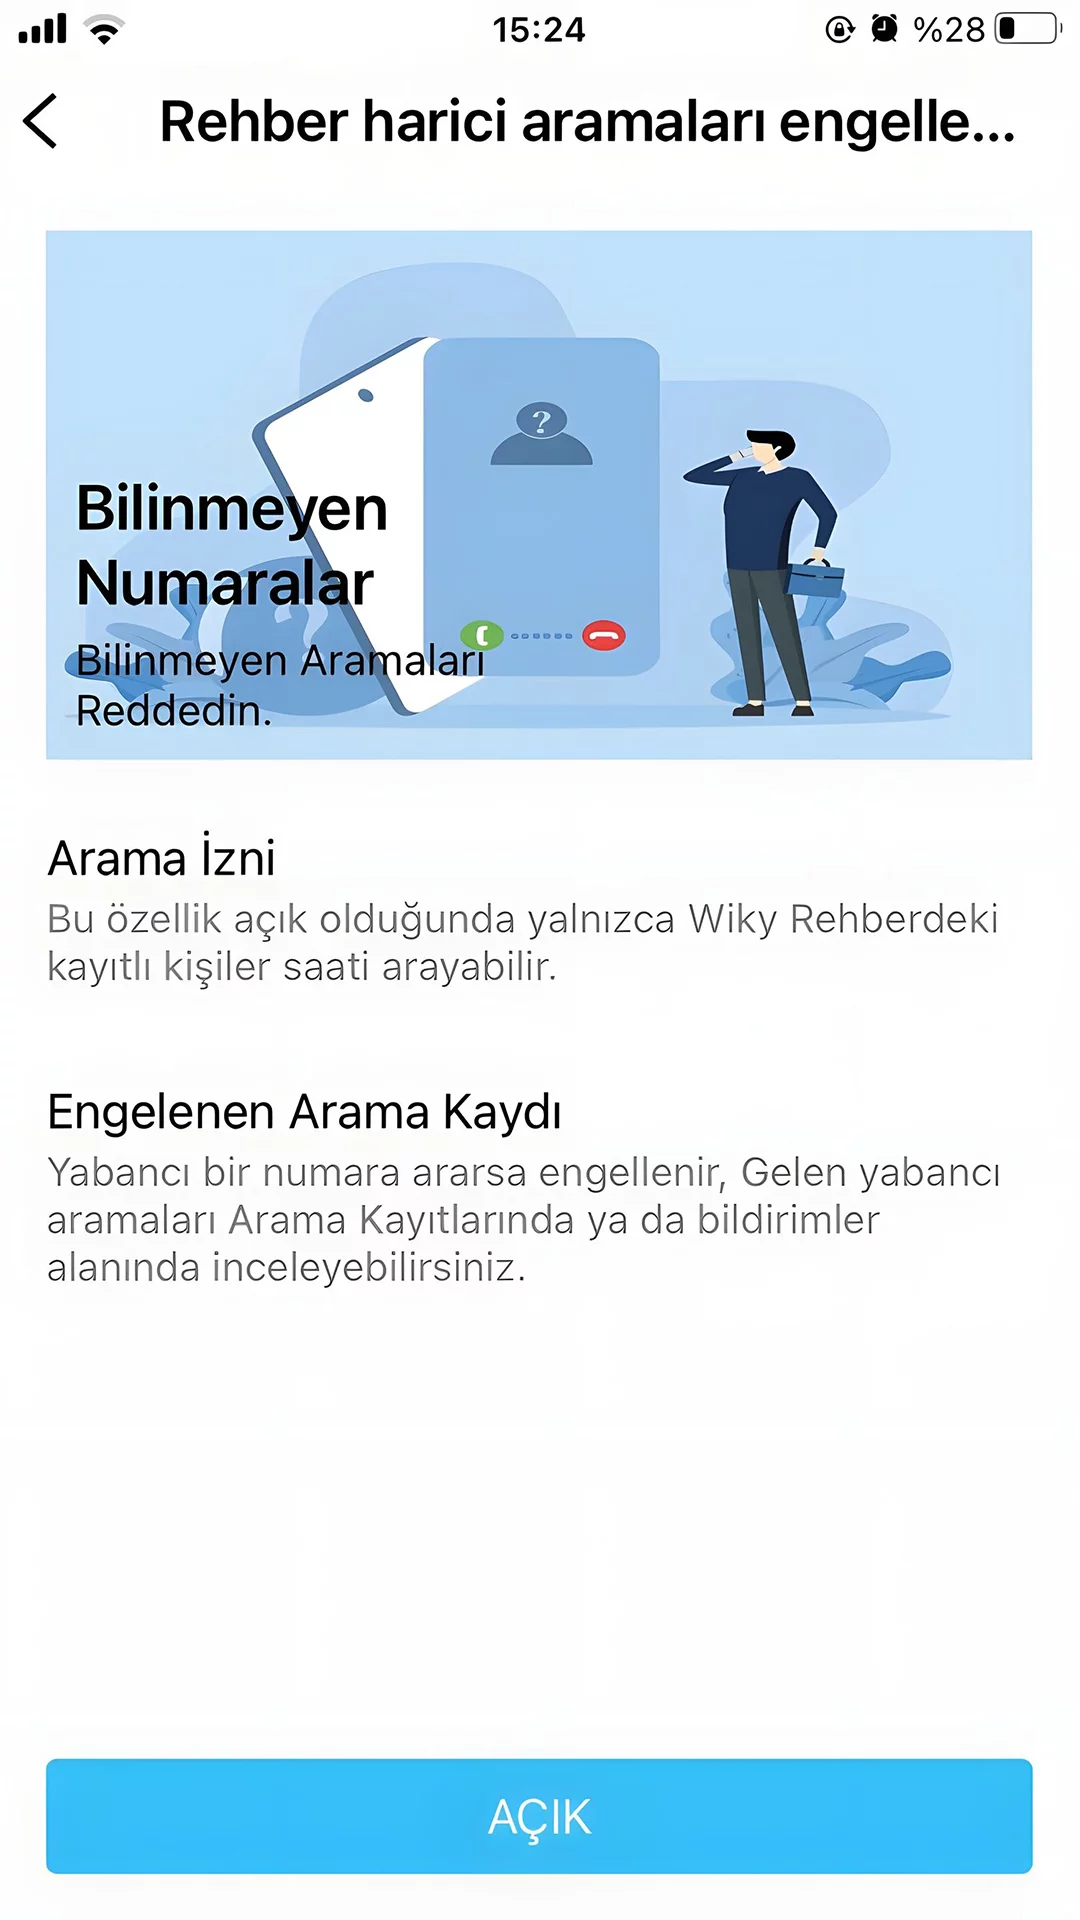 15:24
%28
Rehber harici aramaları engelle...
Bilinmeyen
Numaralar
Bilinmeyen Aramaları
Reddedin.
?
Arama İzni
Bu özellik açık olduğunda yalnızca Wiky Rehberdeki
kayıtlı kişiler saati arayabilir.
Engelenen Arama Kaydı
Yabancı bir numara ararsa engellenir, Gelen yabancı
aramaları Arama Kayıtlarında ya da bildirimler
alanında inceleyebilirsiniz.
AÇIK